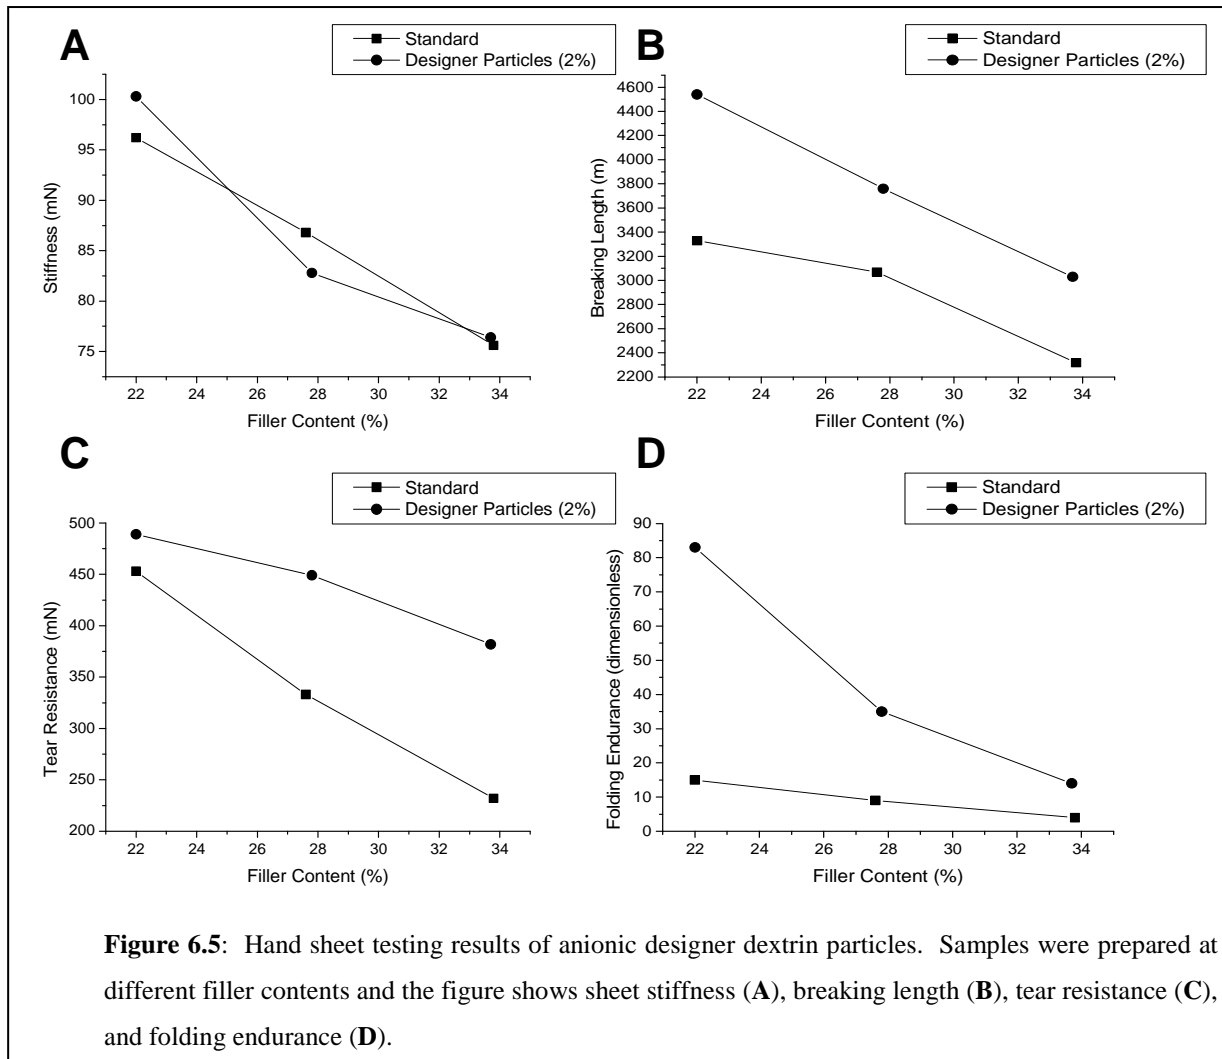 A
Standard
Designer Particles (2%)
100
95
90
85
80
75
Stiffness (mN)
22 24 26 28 30 32 34
Filler Content (%)
B
Standard
Designer Particles (2%)
4600
4400
4200
4000
3800
3600
3400
3200
3000
2800
2600
2400
2200
Breaking Length (m)
22 24 26 28 30 32 34
Filler Content (%)
C
Standard
Designer Particles (2%)
500
450
400
350
300
250
200
Tear Resistance (mN)
22 24 26 28 30 32 34
Filler Content (%)
D
Standard
Designer Particles (2%)
90
80
70
60
50
40
30
20
10
0
Folding Endurance (dimensionless)
22 24 26 28 30 32 34
Filler Content (%)
Figure 6.5: Hand sheet testing results of anionic designer dextrin particles. Samples were prepared at
different filler contents and the figure shows sheet stiffness (A), breaking length (B), tear resistance (C),
and folding endurance (D).